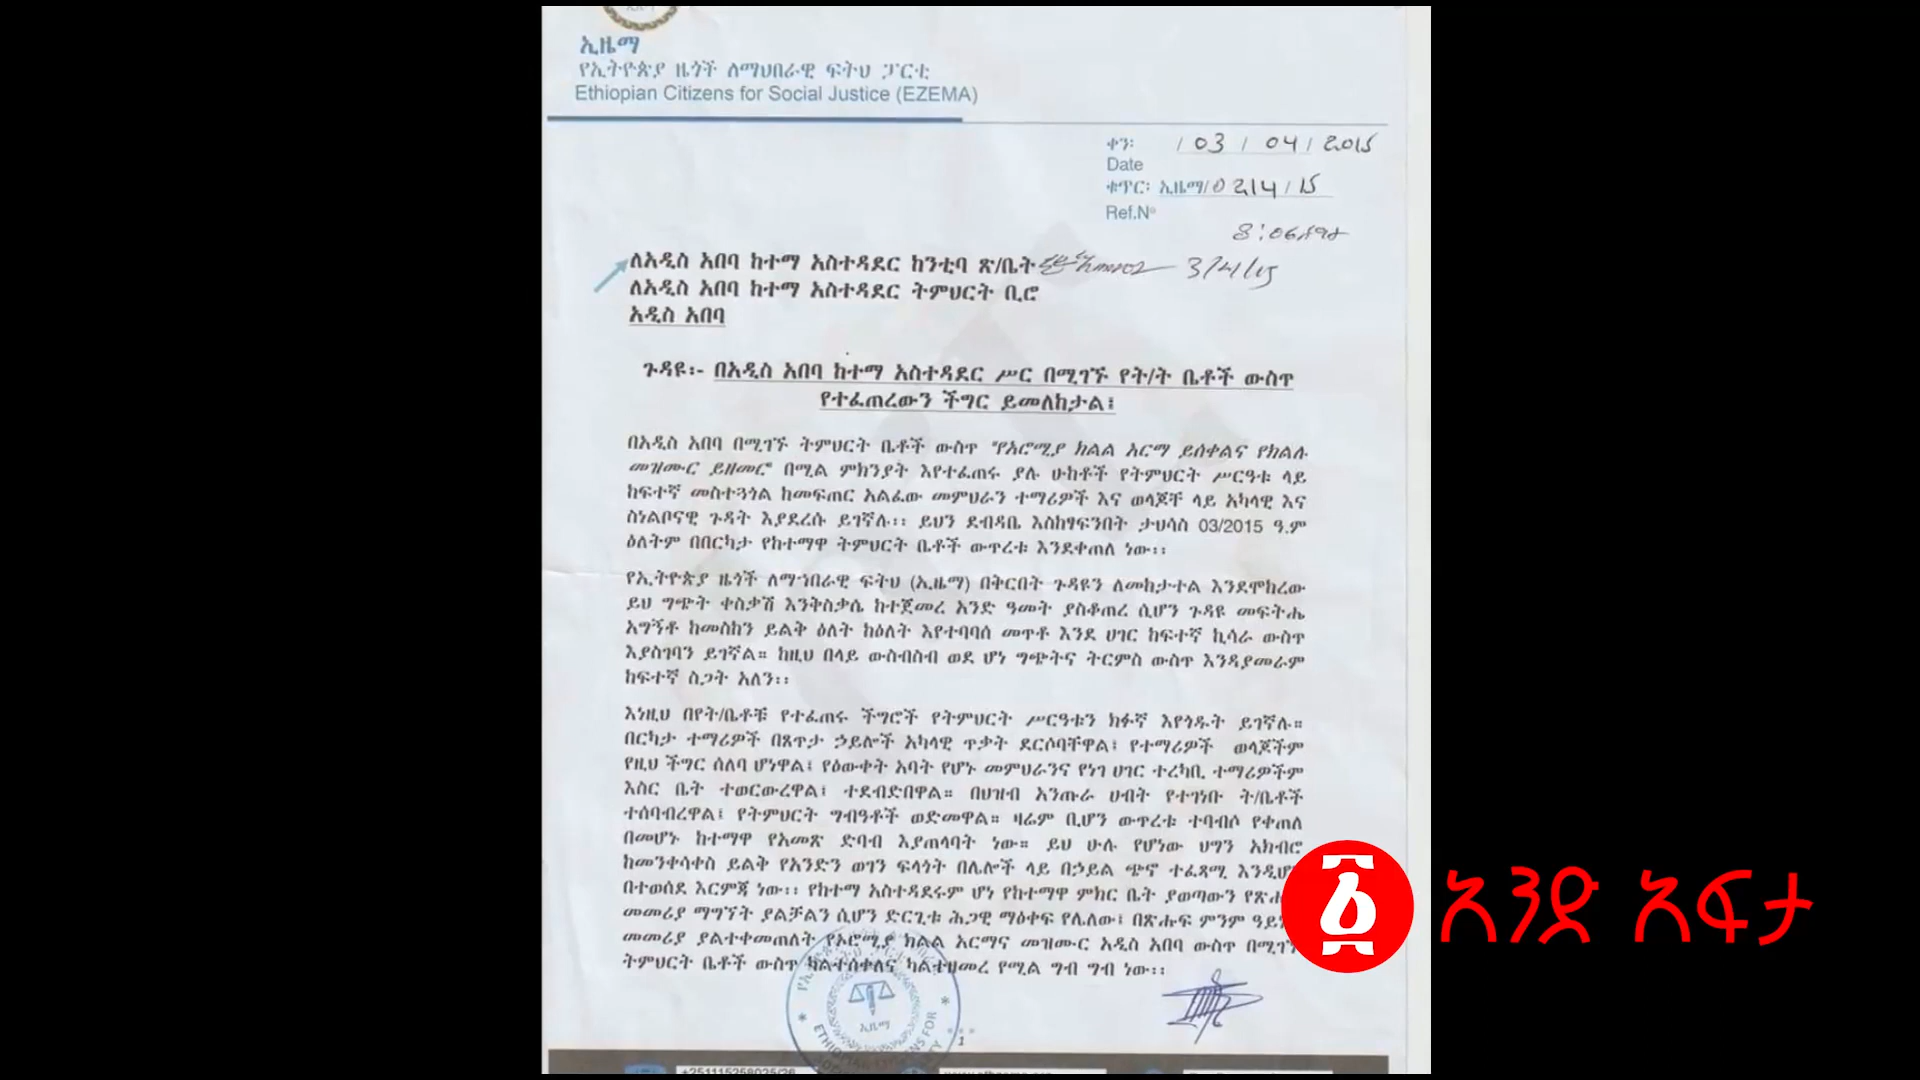 ኢዜማ
የኢትዮጵያ ዜጎች ለማህበራዊ ፍትህ ፓርቲ
Ethiopian Citizens for Social Justice (EZEMA)
ቀን፡ / 03 / 04 / 2015
Date
ቁጥር፡ ኢዜማ/0214/15
Ref.Nº
ለአዲስ አበባ ከተማ አስተዳደር ከንቲባ ጽ/ቤት 3/4/15
ለአዲስ አበባ ከተማ አስተዳደር ትምህርት ቢሮ
አዲስ አበባ
ጉዳዩ፡- በአዲስ አበባ ከተማ አስተዳደር ሥር በሚገኙ የት/ት ቤቶች ውስጥ
የተፈጠረውን ችግር ይመለከታል፤
በአዲስ አበባ በሚገኙ ትምህርት ቤቶች ውስጥ "የኦሮሚያ ክልል አርማ ይሰቀልና የክልሉ
መዝሙር ይዘመር" በሚል ምክንያት እየተፈጠሩ ያሉ ሁከቶች የትምህርት ሥርዓቱ ላይ
ከፍተኛ መስተጓጎል ከመፍጠር አልፈው መምህራን ተማሪዎች እና ወላጆቸ ላይ አካላዊ እና
ስነልቦናዊ ጉዳት እያደረሱ ይገኛሉ፡፡ ይህን ደብዳቤ እስከፃፍንበት ታህሳስ 03/2015 ዓ.ም
ዕለትም በበርካታ የከተማዋ ትምህርት ቤቶች ውጥረቱ እንደቀጠለ ነው፡፡
የኢትዮጵያ ዜጎች ለማኀበራዊ ፍትህ (ኢዜማ) በቅርበት ጉዳዩን ለመከታተል እንደሞከረው
ይህ ግጭት ቀስቃሽ እንቅስቃሴ ከተጀመረ አንድ ዓመት ያስቆጠረ ሲሆን ጉዳዩ መፍትሔ
አግኝቶ ከመስከን ይልቅ ዕለት ከዕለት እየተባባሰ መጥቶ እንደ ሀገር ከፍተኛ ኪሳራ ውስጥ
እያስገባን ይገኛል። ከዚህ በላይ ውስብስብ ወደ ሆነ ግጭትና ትርምስ ውስጥ እንዳያመራም
ከፍተኛ ስጋት አለን፡፡
እነዚህ በየት/ቤቶቹ የተፈጠሩ ችግሮች የትምህርት ሥርዓቱን ክፉኛ እየጎዱት ይገኛሉ።
በርካታ ተማሪዎች በጸጥታ ኃይሎች አካላዊ ጥቃት ደርሶባቸዋል፤ የተማሪዎች ወላጆችም
የዚህ ችግር ሰለባ ሆነዋል፤ የዕውቀት አባት የሆኑ መምህራንና የነገ ሀገር ተረካቢ ተማሪዎችም
እስር ቤት ተወርውረዋል፤ ተደብድበዋል። በህዝብ አንጡራ ሀብት የተገነቡ ት/ቤቶች
ተሰባብረዋል፤ የትምህርት ግብዓቶች ወድመዋል። ዛሬም ቢሆን ውጥረቱ ተባብሶ የቀጠለ
በመሆኑ ከተማዋ የአመጽ ድባብ እያጠላባት ነው። ይህ ሁሉ የሆነው ህግን አክብሮ
ከመንቀሳቀስ ይልቅ የአንድን ወገን ፍላጎት በሌሎች ላይ በኃይል ጭኖ ተፈጻሚ
በተወሰደ እርምጃ ነው፡፡ የከተማ አስተዳደሩም ሆነ የከተማዋ ምክር ቤት ያወጣውን
መመሪያ ማግኘት ያልቻልን ሲሆን ድርጊቱ ሕጋዊ ማዕቀፍ የሌለው፤ በጽሑፍ ምንም
መመሪያ ያልተቀመጠለት የኦሮሚያ ክልል አርማና መዝሙር አዲስ አበባ ውስጥ
ትምህርት ቤቶች ውስጥ ካልተሰቀለና ካልተዘመረ የሚል ግብ ግብ ነው፡፡
አንድ አፍታ
ኢዜማ
1